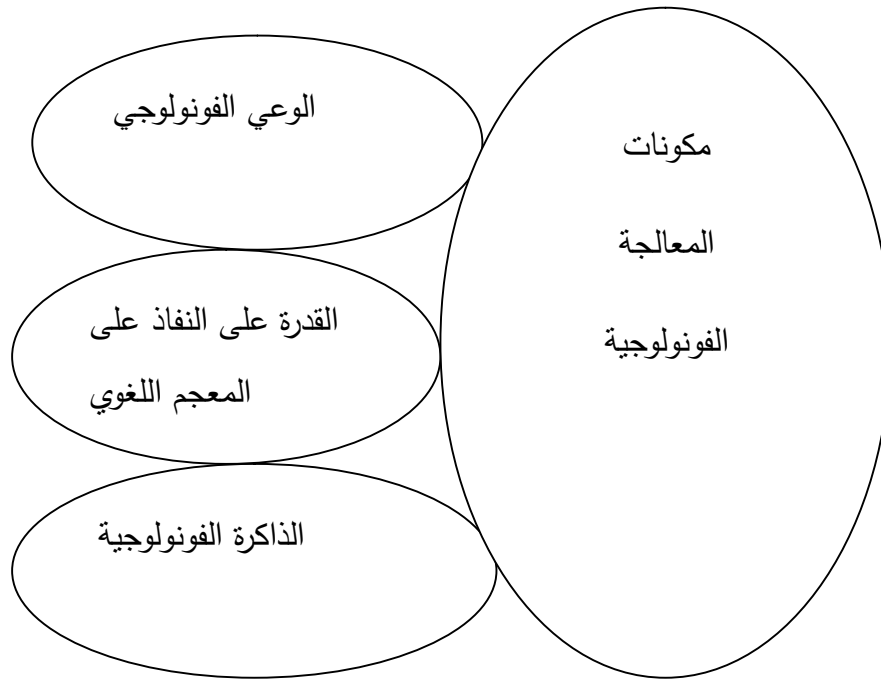 مكونات
المعالجة
الفونولوجية
الوعي الفونولوجي
القدرة على النفاذ على
المعجم اللغوي
الذاكرة الفونولوجية